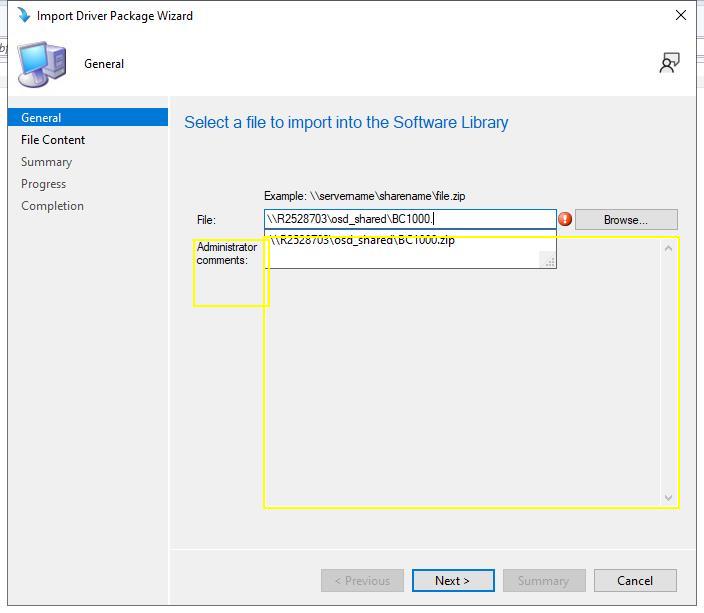 Import Driver Package Wizard
General
General
File Content
Summary
Progress
Completion
Select a file to import into the Software Library
Example: \\servername\sharename\file.zip
File:
\\R2528703\osd_shared\BC1000.
Browse...
\\R2528703\osd_shared\BC1000.zip
Administrator
comments:
< Previous
Next >
Summary
Cancel